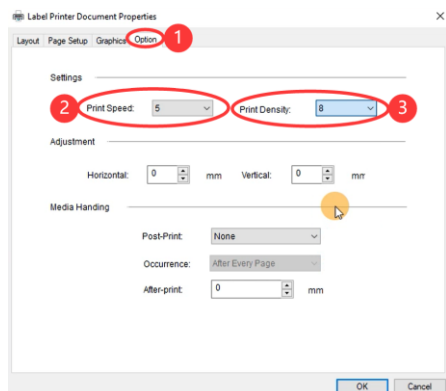 Label Printer Document Properties
Layout Page Setup Graphics Option 1
Settings
2 Print Speed: 5 Print Density: 8 3
Adjustment
Horizontal: 0 mm Vertical: 0 mm
Media Handing
Post-Print: None
Occurrence: After Every Page
After-print: 0 mm
OK Cancel